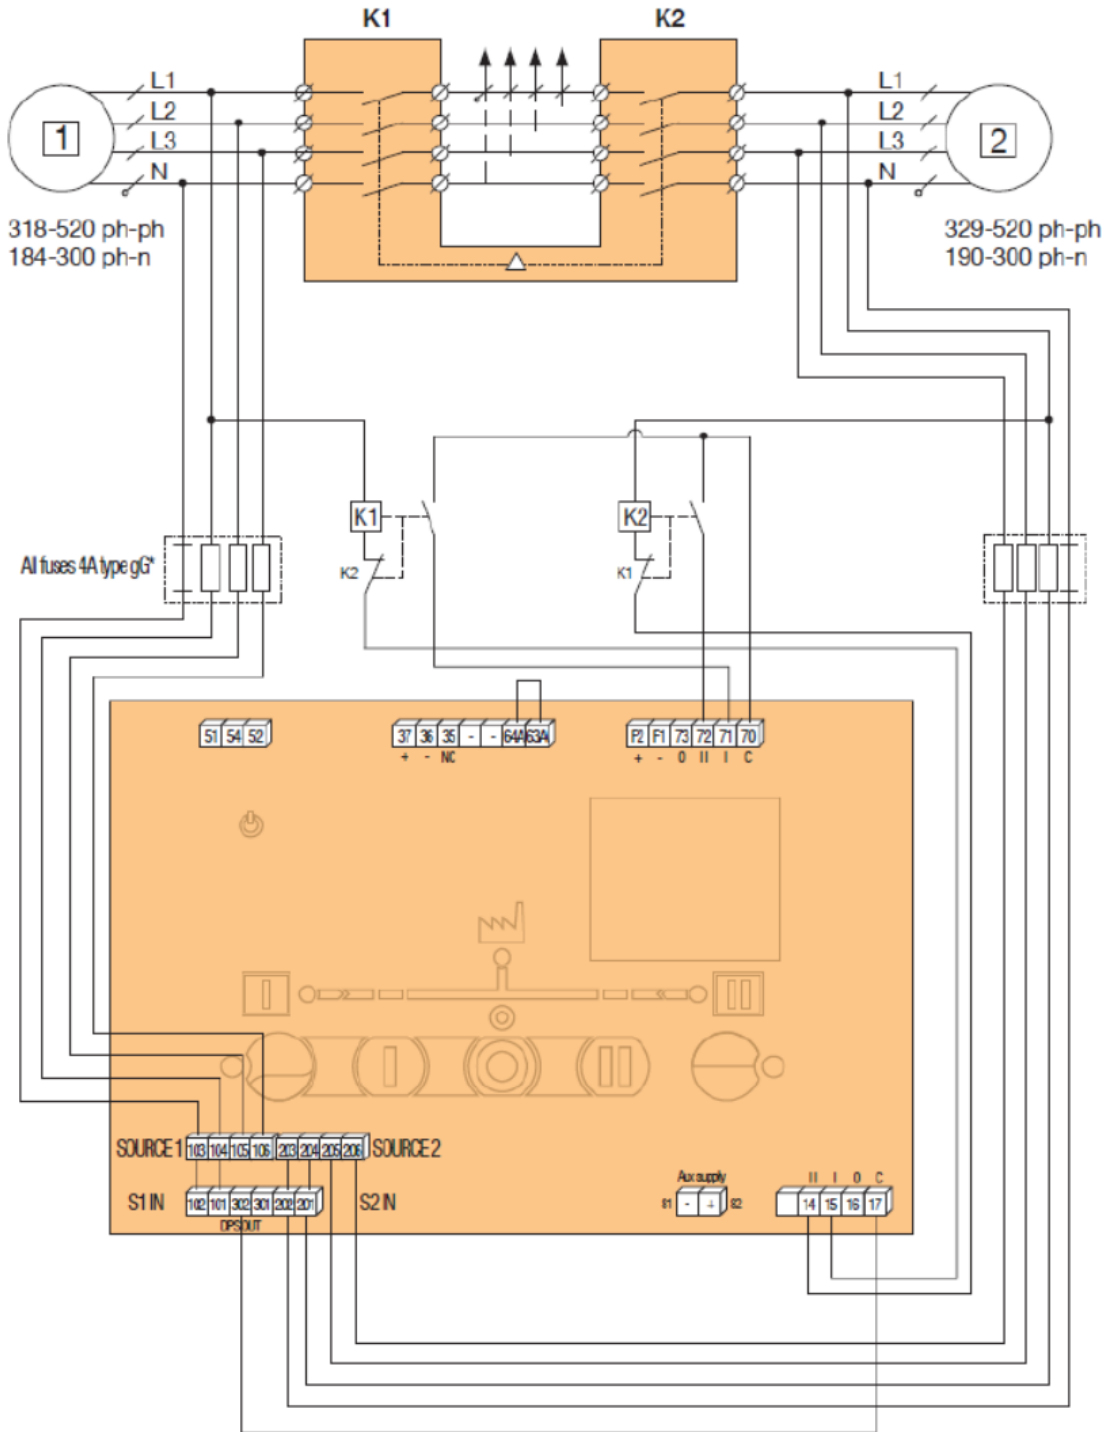 K1 K2
L1 L1
L2 L2
1 2
L3 L3
N N
318-520 ph-ph
184-300 ph-n
329-520 ph-ph
190-300 ph-n
K1 K2
All fuses 4A type gG*
K2 K1
51 54 52
37 36 35 - - 64A 63A
+ - NC
F2 F1 73 72 71 70
+ - 0 II I C
I II
I II
SOURCE 1 103 104 105 106 203 204 205 206 SOURCE 2
S1 IN 102 101 302 301 202 201 S2 IN
DPS OUT
Aux supply
81 - + 82
II I 0 C
14 15 16 17